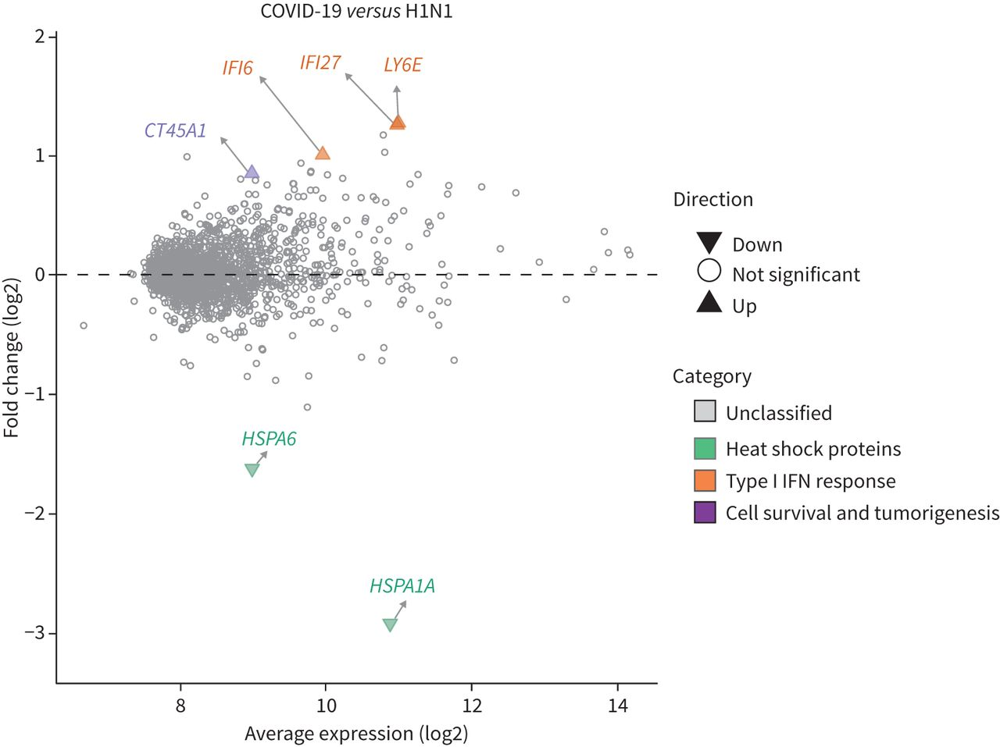 COVID-19 versus H1N1
Fold change (log2)
2
1
0
−1
−2
−3
IFI6
IFI27
LY6E
CT45A1
HSPA6
HSPA1A
8
10
12
14
Average expression (log2)
Direction
Down
Not significant
Up
Category
Unclassified
Heat shock proteins
Type I IFN response
Cell survival and tumorigenesis